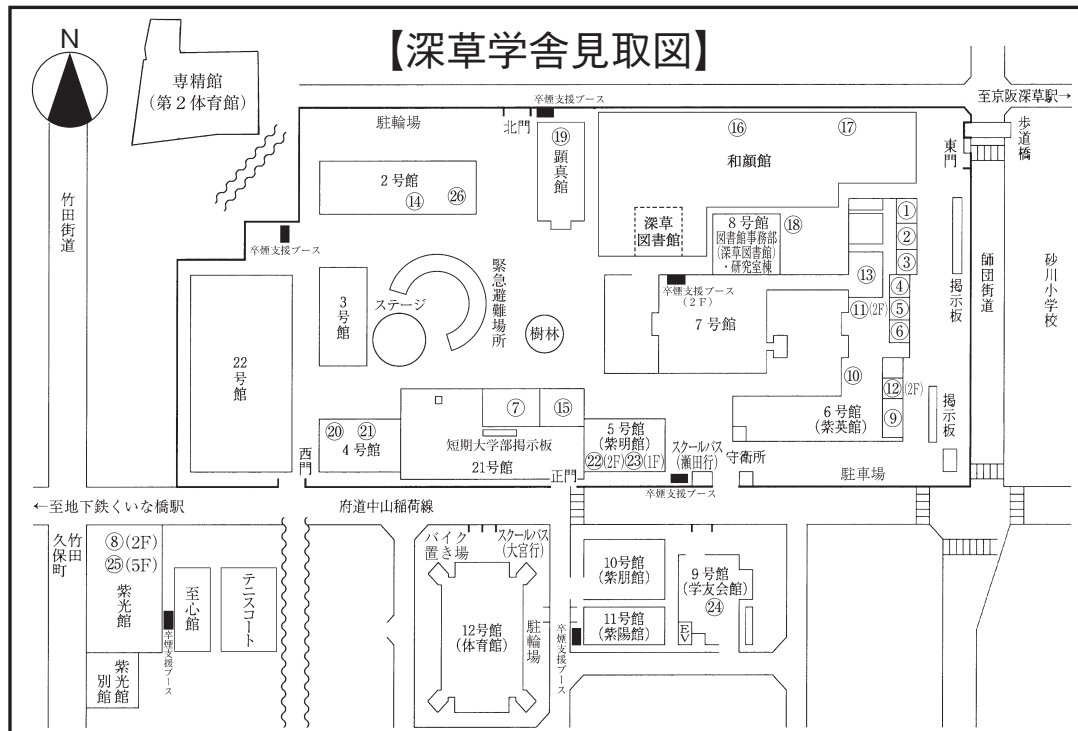 【深草学舎見取図】
N
専精館
(第2体育館)
竹田街道
駐輪場
北門
卒煙支援ブース
至京阪深草駅→
歩道橋
東門
⑲
顕真館
⑯
⑰
和顔館
2号館
⑭
㉖
卒煙支援ブース
深草
図書館
8号館
図書館事務部
(深草図書館)
・研究室棟
⑱
①
②
③
④
⑤
⑥
⑬
⑪(2F)
掲示板
師団街道
砂川小学校
3号館
ステージ
緊急避難場所
樹林
卒煙支援ブース
(2F)
7号館
⑩
⑫(2F)
⑨
6号館
(紫英館)
掲示板
22号館
⑳
㉑
4号館
⑦
⑮
短期大学部掲示板
21号館
5号館
(紫明館)
㉒(2F)㉓(1F)
スクールバス
(瀬田行)
守衛所
駐車場
西門
正門
卒煙支援ブース
←至地下鉄くいな橋駅
府道中山稲荷線
竹田
久保町
⑧(2F)
㉕(5F)
紫光館
卒煙支援ブース
至心館
テニスコート
紫光館
別館
バイク
置き場
スクールバス
(大宮行)
12号館
(体育館)
駐輪場
卒煙支援ブース
10号館
(紫朋館)
11号館
(紫陽館)
9号館
(学友会館)
㉔
EV